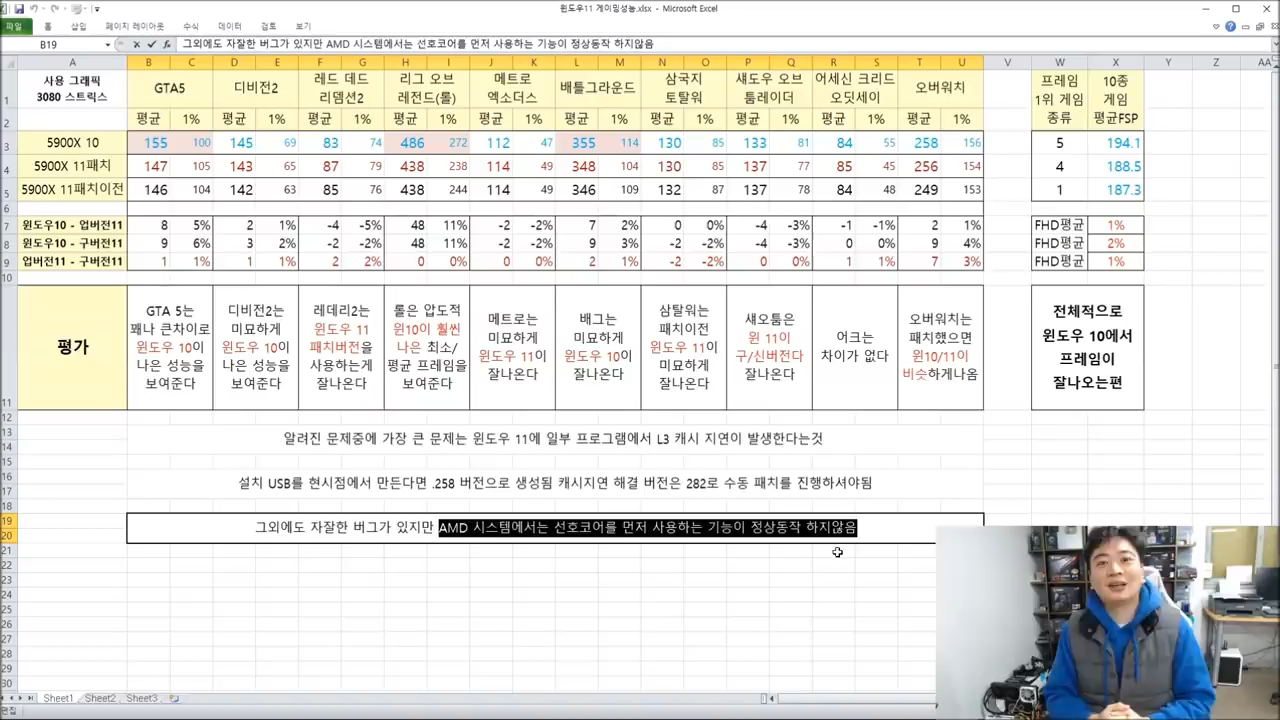 윈도우11 게이밍성능.xlsx - Microsoft Excel
파일 홈 삽입 페이지 레이아웃 수식 데이터 검토 보기
B19 그외에도 자잘한 버그가 있지만 AMD 시스템에서는 선호코어를 먼저 사용하는 기능이 정상동작 하지않음
A B C D E F G H I J K L M N O P Q R S T U V W X Y Z AA
사용 그래픽
3080 스트릭스
GTA5 디비전2 레드 데드 리뎀션2 리그 오브 레전드(롤) 메트로 엑소더스 배틀그라운드 삼국지 토탈워 섀도우 오브 툼레이더 어세신 크리드 오딧세이 오버워치
프레임 1위 게임 종류 10종 게임 평균FSP
1
2 평균 1% 평균 1% 평균 1% 평균 1% 평균 1% 평균 1% 평균 1% 평균 1% 평균 1% 평균 1%
3 5900X 10 155 100 145 69 83 74 486 272 112 47 355 114 130 85 133 81 84 55 258 156 5 194.1
4 5900X 11패치 147 105 143 65 87 79 438 238 114 49 348 104 130 85 137 77 85 45 256 154 4 188.5
5 5900X 11패치이전 146 104 142 63 85 76 438 244 114 49 346 109 132 87 137 78 84 48 249 153 1 187.3
6
7 윈도우10 - 업버전11 8 5% 2 1% -4 -5% 48 11% -2 -2% 7 2% 0 0% -4 -3% -1 -1% 2 1% FHD평균 1%
8 윈도우10 - 구버전11 9 6% 3 2% -2 -2% 48 11% -2 -2% 9 3% -2 -2% -4 -3% 0 0% 9 4% FHD평균 2%
9 업버전11 - 구버전11 1 1% 1 1% 2 2% 0 0% 0 0% 2 1% -2 -2% 0 0% 1 1% 7 3% FHD평균 1%
10
11
평가
GTA 5는
꽤나 큰차이로
윈도우 10이
나은 성능을
보여준다
디비전2는
미묘하게
윈도우 10이
나은 성능을
보여준다
레데리2는
윈도우 11
패치버전을
사용하는게
잘나온다
롤은 압도적
윈10이 훨씬
나은 최소/
평균 프레임을
보여준다
메트로는
미묘하게
윈도우 11이
잘나온다
배그는
미묘하게
윈도우 10이
잘나온다
삼탈워는
패치이전
윈도우 11이
미묘하게
잘나온다
섀오툼은
윈 11이
구/신버전다
잘나온다
어크는
차이가 없다
오버워치는
패치했으면
윈10/11이
비슷하게나옴
전체적으로
윈도우 10에서
프레임이
잘나오는편
12
13
14
알려진 문제중에 가장 큰 문제는 윈도우 11에 일부 프로그램에서 L3 캐시 지연이 발생한다는것
15
16
17
설치 USB를 현시점에서 만든다면 .258 버전으로 생성됨 캐시지연 해결 버전은 282로 수동 패치를 진행하셔야됨
18
19
20
그외에도 자잘한 버그가 있지만 AMD 시스템에서는 선호코어를 먼저 사용하는 기능이 정상동작 하지않음
21
22
23
24
25
26
27
28
29
30
Sheet1 Sheet2 Sheet3
편집